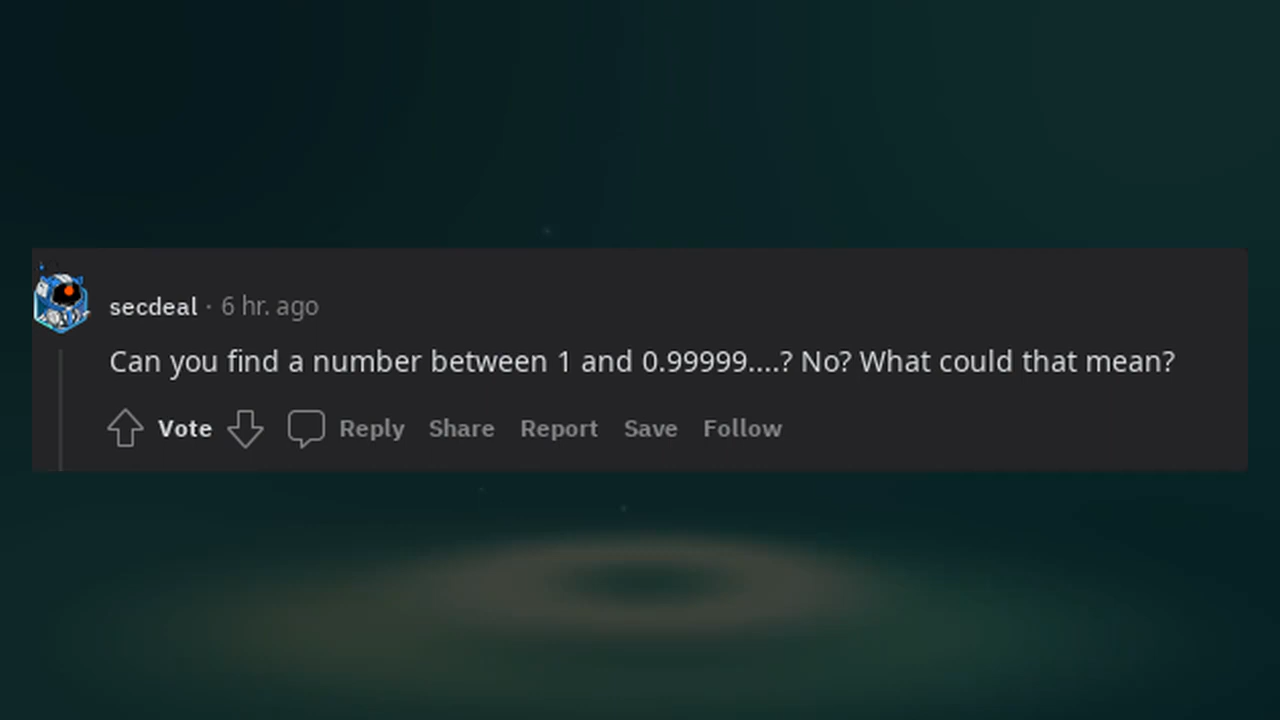 secdeal · 6 hr. ago
Can you find a number between 1 and 0.99999....? No? What could that mean?
Vote Reply Share Report Save Follow